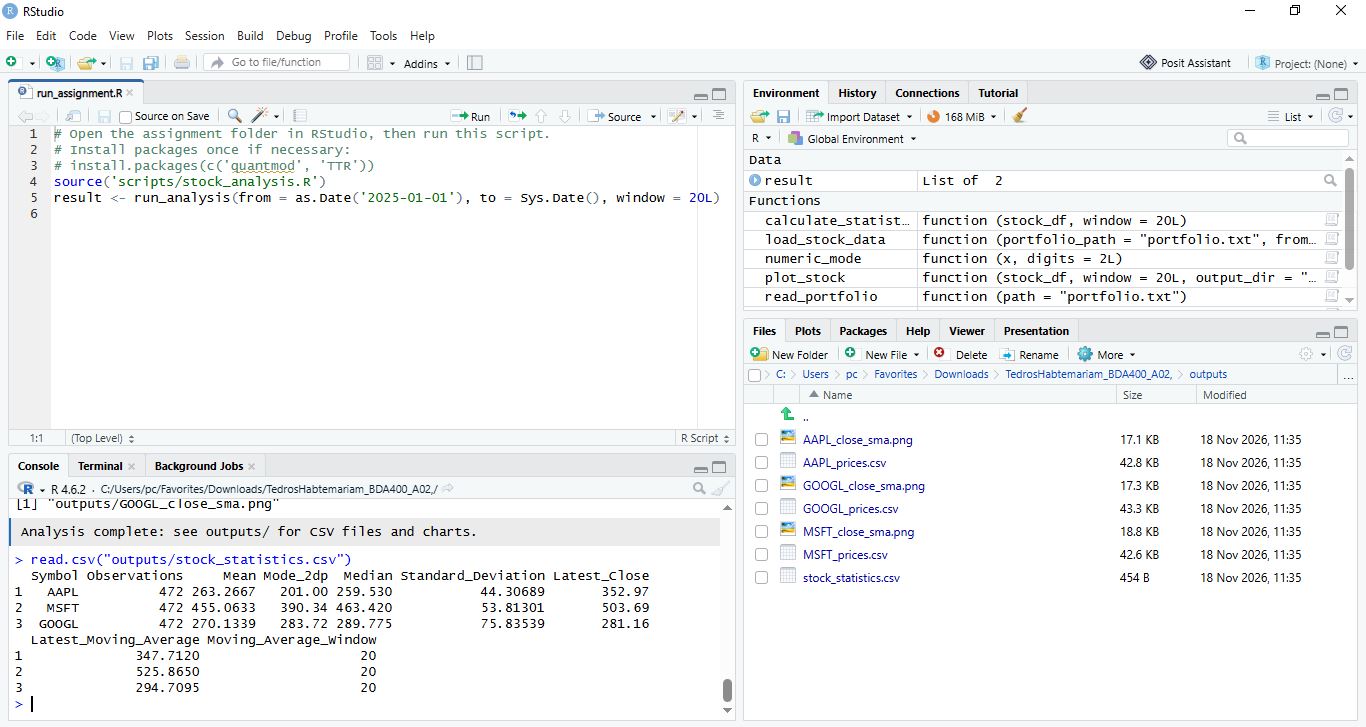 RStudio
File Edit Code View Plots Session Build Debug Profile Tools Help
Go to file/function Addins Posit Assistant Project: (None)
run_assignment.R
Source on Save Run Source
1 # Open the assignment folder in RStudio, then run this script.
2 # Install packages once if necessary:
3 # install.packages(c('quantmod', 'TTR'))
4 source('scripts/stock_analysis.R')
5 result <- run_analysis(from = as.Date('2025-01-01'), to = Sys.Date(), window = 20L)
6
1:1 (Top Level) R Script
Console Terminal Background Jobs
R 4.6.2 · C:/Users/pc/Favorites/Downloads/TedrosHabtemariam_BDA400_A02,/
[1] "outputs/GOOGL_close_sma.png"
Analysis complete: see outputs/ for CSV files and charts.
> read.csv("outputs/stock_statistics.csv")
Symbol Observations Mean Mode_2dp Median Standard_Deviation Latest_Close
1 AAPL 472 263.2667 201.00 259.530 44.30689 352.97
2 MSFT 472 455.0633 390.34 463.420 53.81301 503.69
3 GOOGL 472 270.1339 283.72 289.775 75.83539 281.16
Latest_Moving_Average Moving_Average_Window
1 347.7120 20
2 525.8650 20
3 294.7095 20
>
Environment History Connections Tutorial
Import Dataset 168 MiB List
R Global Environment
Data
result List of 2
Functions
calculate_statist… function (stock_df, window = 20L)
load_stock_data function (portfolio_path = "portfolio.txt", from…
numeric_mode function (x, digits = 2L)
plot_stock function (stock_df, window = 20L, output_dir = "…
read_portfolio function (path = "portfolio.txt")
Files Plots Packages Help Viewer Presentation
New Folder New File Delete Rename More
C: Users pc Favorites Downloads TedrosHabtemariam_BDA400_A02, outputs ...
Name Size Modified
..
AAPL_close_sma.png 17.1 KB 18 Nov 2026, 11:35
AAPL_prices.csv 42.8 KB 18 Nov 2026, 11:35
GOOGL_close_sma.png 17.3 KB 18 Nov 2026, 11:35
GOOGL_prices.csv 43.3 KB 18 Nov 2026, 11:35
MSFT_close_sma.png 18.8 KB 18 Nov 2026, 11:35
MSFT_prices.csv 42.6 KB 18 Nov 2026, 11:35
stock_statistics.csv 454 B 18 Nov 2026, 11:35